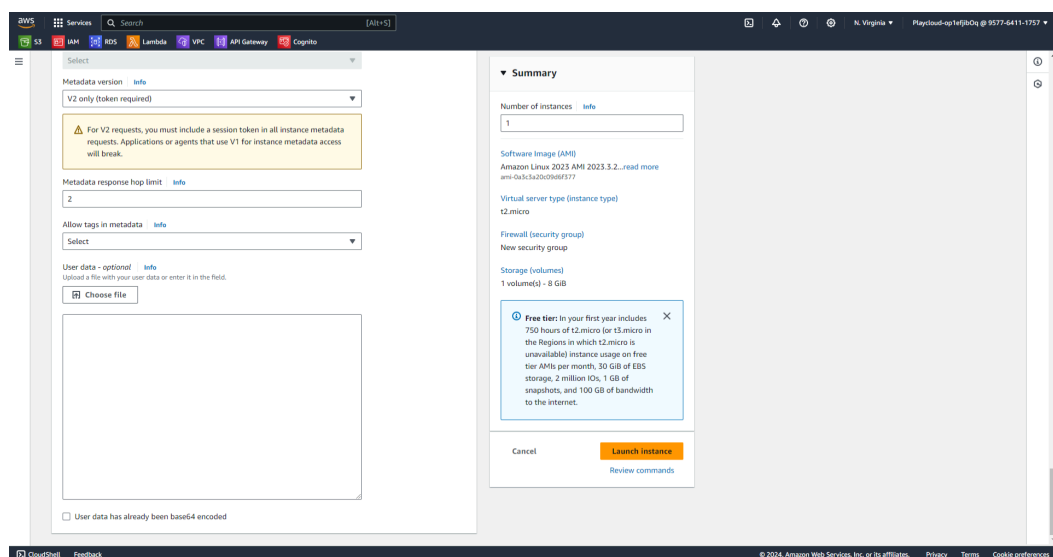 aws
Services
Search
[Alt+S]
N. Virginia
Playcloud-op1efjibOq @ 9577-6411-1757
S3
IAM
RDS
Lambda
VPC
API Gateway
Cognito
Select
Metadata version
Info
V2 only (token required)
For V2 requests, you must include a session token in all instance metadata
requests. Applications or agents that use V1 for instance metadata access
will break.
Metadata response hop limit
Info
2
Allow tags in metadata
Info
Select
User data - optional
Info
Upload a file with your user data or enter it in the field.
Choose file
User data has already been base64 encoded
Summary
Number of instances
Info
1
Software Image (AMI)
Amazon Linux 2023 AMI 2023.3.2...read more
ami-0a3c3a20c09d6f377
Virtual server type (instance type)
t2.micro
Firewall (security group)
New security group
Storage (volumes)
1 volume(s) - 8 GiB
Free tier: In your first year includes
750 hours of t2.micro (or t3.micro in
the Regions in which t2.micro is
unavailable) instance usage on free
tier AMIs per month, 30 GiB of EBS
storage, 2 million IOs, 1 GB of
snapshots, and 100 GB of bandwidth
to the internet.
Cancel
Launch instance
Review commands
CloudShell
Feedback
© 2024, Amazon Web Services, Inc. or its affiliates.
Privacy
Terms
Cookie preferences